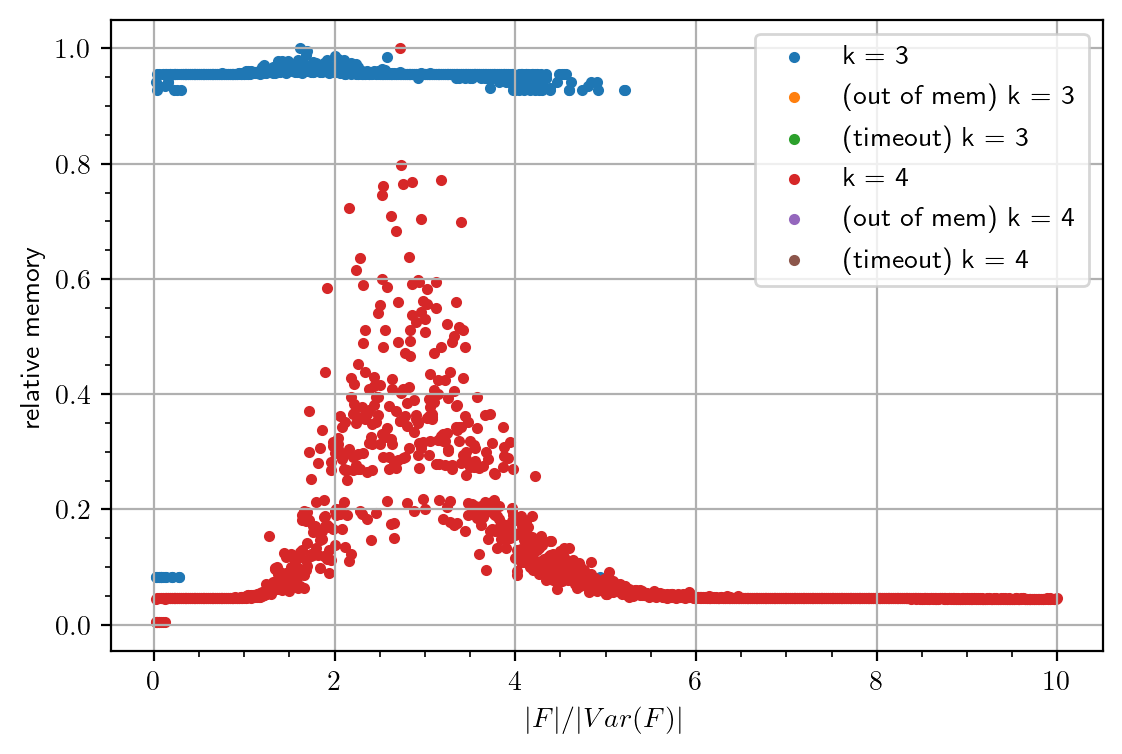 1.0
0.8
0.6
0.4
0.2
0.0
relative memory
0
2
4
6
8
10
|F|/|Var(F)|
k = 3
(out of mem) k = 3
(timeout) k = 3
k = 4
(out of mem) k = 4
(timeout) k = 4